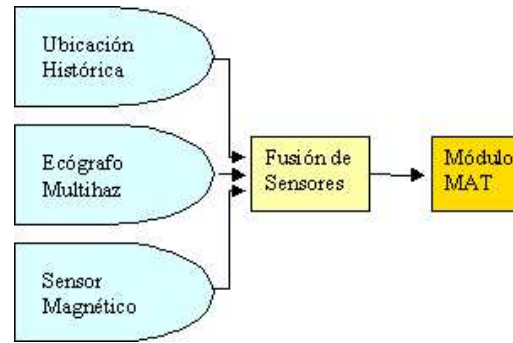 Ubicación
Histórica
Ecógrafo
Multihaz
Fusión de
Sensores
Módulo
MAT
Sensor
Magnético